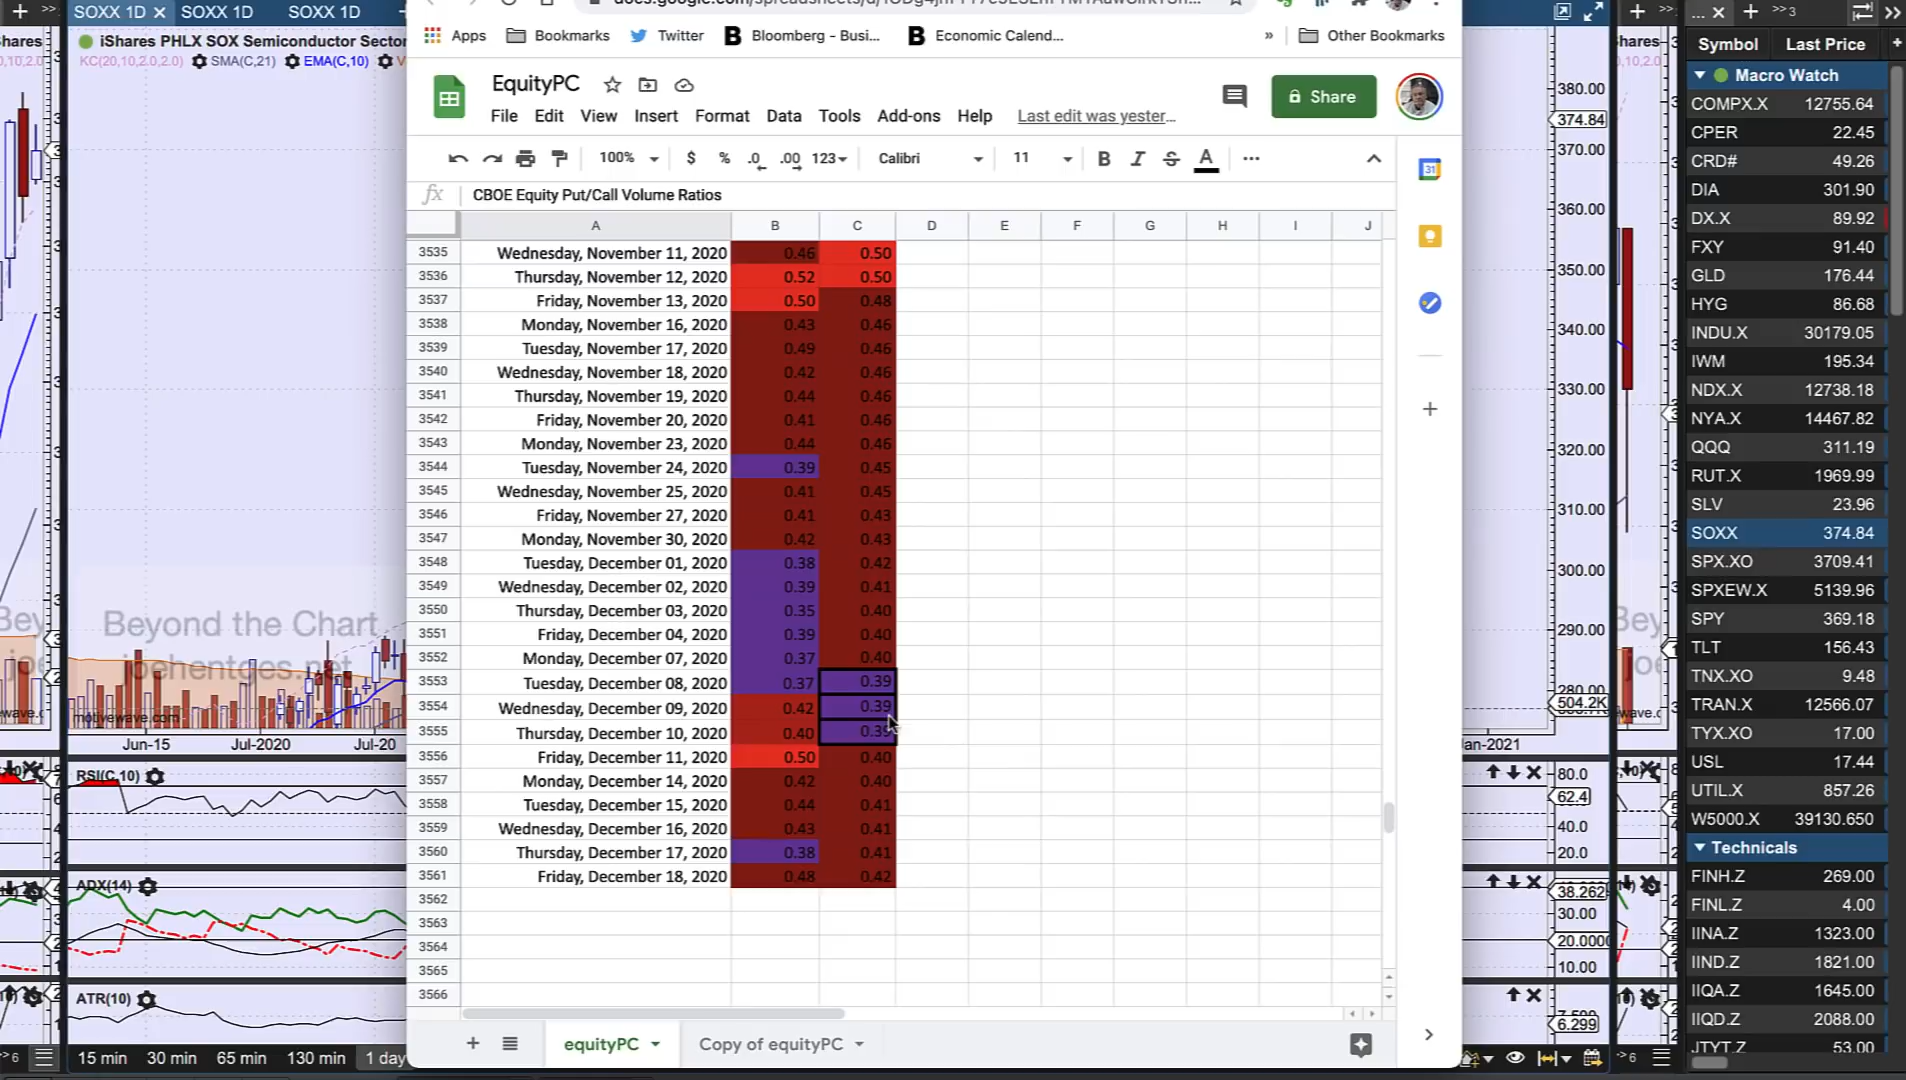 SOXX 1D
SOXX 1D
SOXX 1D
iShares PHLX SOX Semiconductor Sector
KC(20,10,2.0,2.0) SMA(C,21) EMA(C,10)
Beyond the Chart
joehentges.net
motivewave.com
Jun-15 Jul-2020 Jul-20
RSI(C,10)
ADX(14)
ATR(10)
15 min 30 min 65 min 130 min 1 day
Apps Bookmarks Twitter Bloomberg - Busi... Economic Calend... » Other Bookmarks
EquityPC
Share
File Edit View Insert Format Data Tools Add-ons Help Last edit was yester...
100% $ % .0 .00 123 Calibri 11 B I S A ...
fx CBOE Equity Put/Call Volume Ratios
A B C D E F G H I J
3535 Wednesday, November 11, 2020 0.46 0.50
3536 Thursday, November 12, 2020 0.52 0.50
3537 Friday, November 13, 2020 0.50 0.48
3538 Monday, November 16, 2020 0.43 0.46
3539 Tuesday, November 17, 2020 0.49 0.46
3540 Wednesday, November 18, 2020 0.42 0.46
3541 Thursday, November 19, 2020 0.44 0.46
3542 Friday, November 20, 2020 0.41 0.46
3543 Monday, November 23, 2020 0.44 0.46
3544 Tuesday, November 24, 2020 0.39 0.45
3545 Wednesday, November 25, 2020 0.41 0.45
3546 Friday, November 27, 2020 0.41 0.43
3547 Monday, November 30, 2020 0.42 0.43
3548 Tuesday, December 01, 2020 0.38 0.42
3549 Wednesday, December 02, 2020 0.39 0.41
3550 Thursday, December 03, 2020 0.35 0.40
3551 Friday, December 04, 2020 0.39 0.40
3552 Monday, December 07, 2020 0.37 0.40
3553 Tuesday, December 08, 2020 0.37 0.39
3554 Wednesday, December 09, 2020 0.42 0.39
3555 Thursday, December 10, 2020 0.40 0.39
3556 Friday, December 11, 2020 0.50 0.40
3557 Monday, December 14, 2020 0.42 0.40
3558 Tuesday, December 15, 2020 0.44 0.41
3559 Wednesday, December 16, 2020 0.43 0.41
3560 Thursday, December 17, 2020 0.38 0.41
3561 Friday, December 18, 2020 0.48 0.42
3562
3563
3564
3565
3566
equityPC Copy of equityPC
380.00
374.84
370.00
360.00
350.00
340.00
330.00
320.00
310.00
300.00
290.00
280.00
504.2K
Jan-2021
80.0
62.4
40.0
20.0
38.262
30.00
20.0000
10.00
6.299
Symbol Last Price
Macro Watch
COMPX.X 12755.64
CPER 22.45
CRD# 49.26
DIA 301.90
DX.X 89.92
FXY 91.40
GLD 176.44
HYG 86.68
INDU.X 30179.05
IWM 195.34
NDX.X 12738.18
NYA.X 14467.82
QQQ 311.19
RUT.X 1969.99
SLV 23.96
SOXX 374.84
SPX.XO 3709.41
SPXEW.X 5139.96
SPY 369.18
TLT 156.43
TNX.XO 9.48
TRAN.X 12566.07
TYX.XO 17.00
USL 17.44
UTIL.X 857.26
W5000.X 39130.650
Technicals
FINH.Z 269.00
FINL.Z 4.00
IINA.Z 1323.00
IIND.Z 1821.00
IIQA.Z 1645.00
IIQD.Z 2088.00
JTYT.Z 53.00